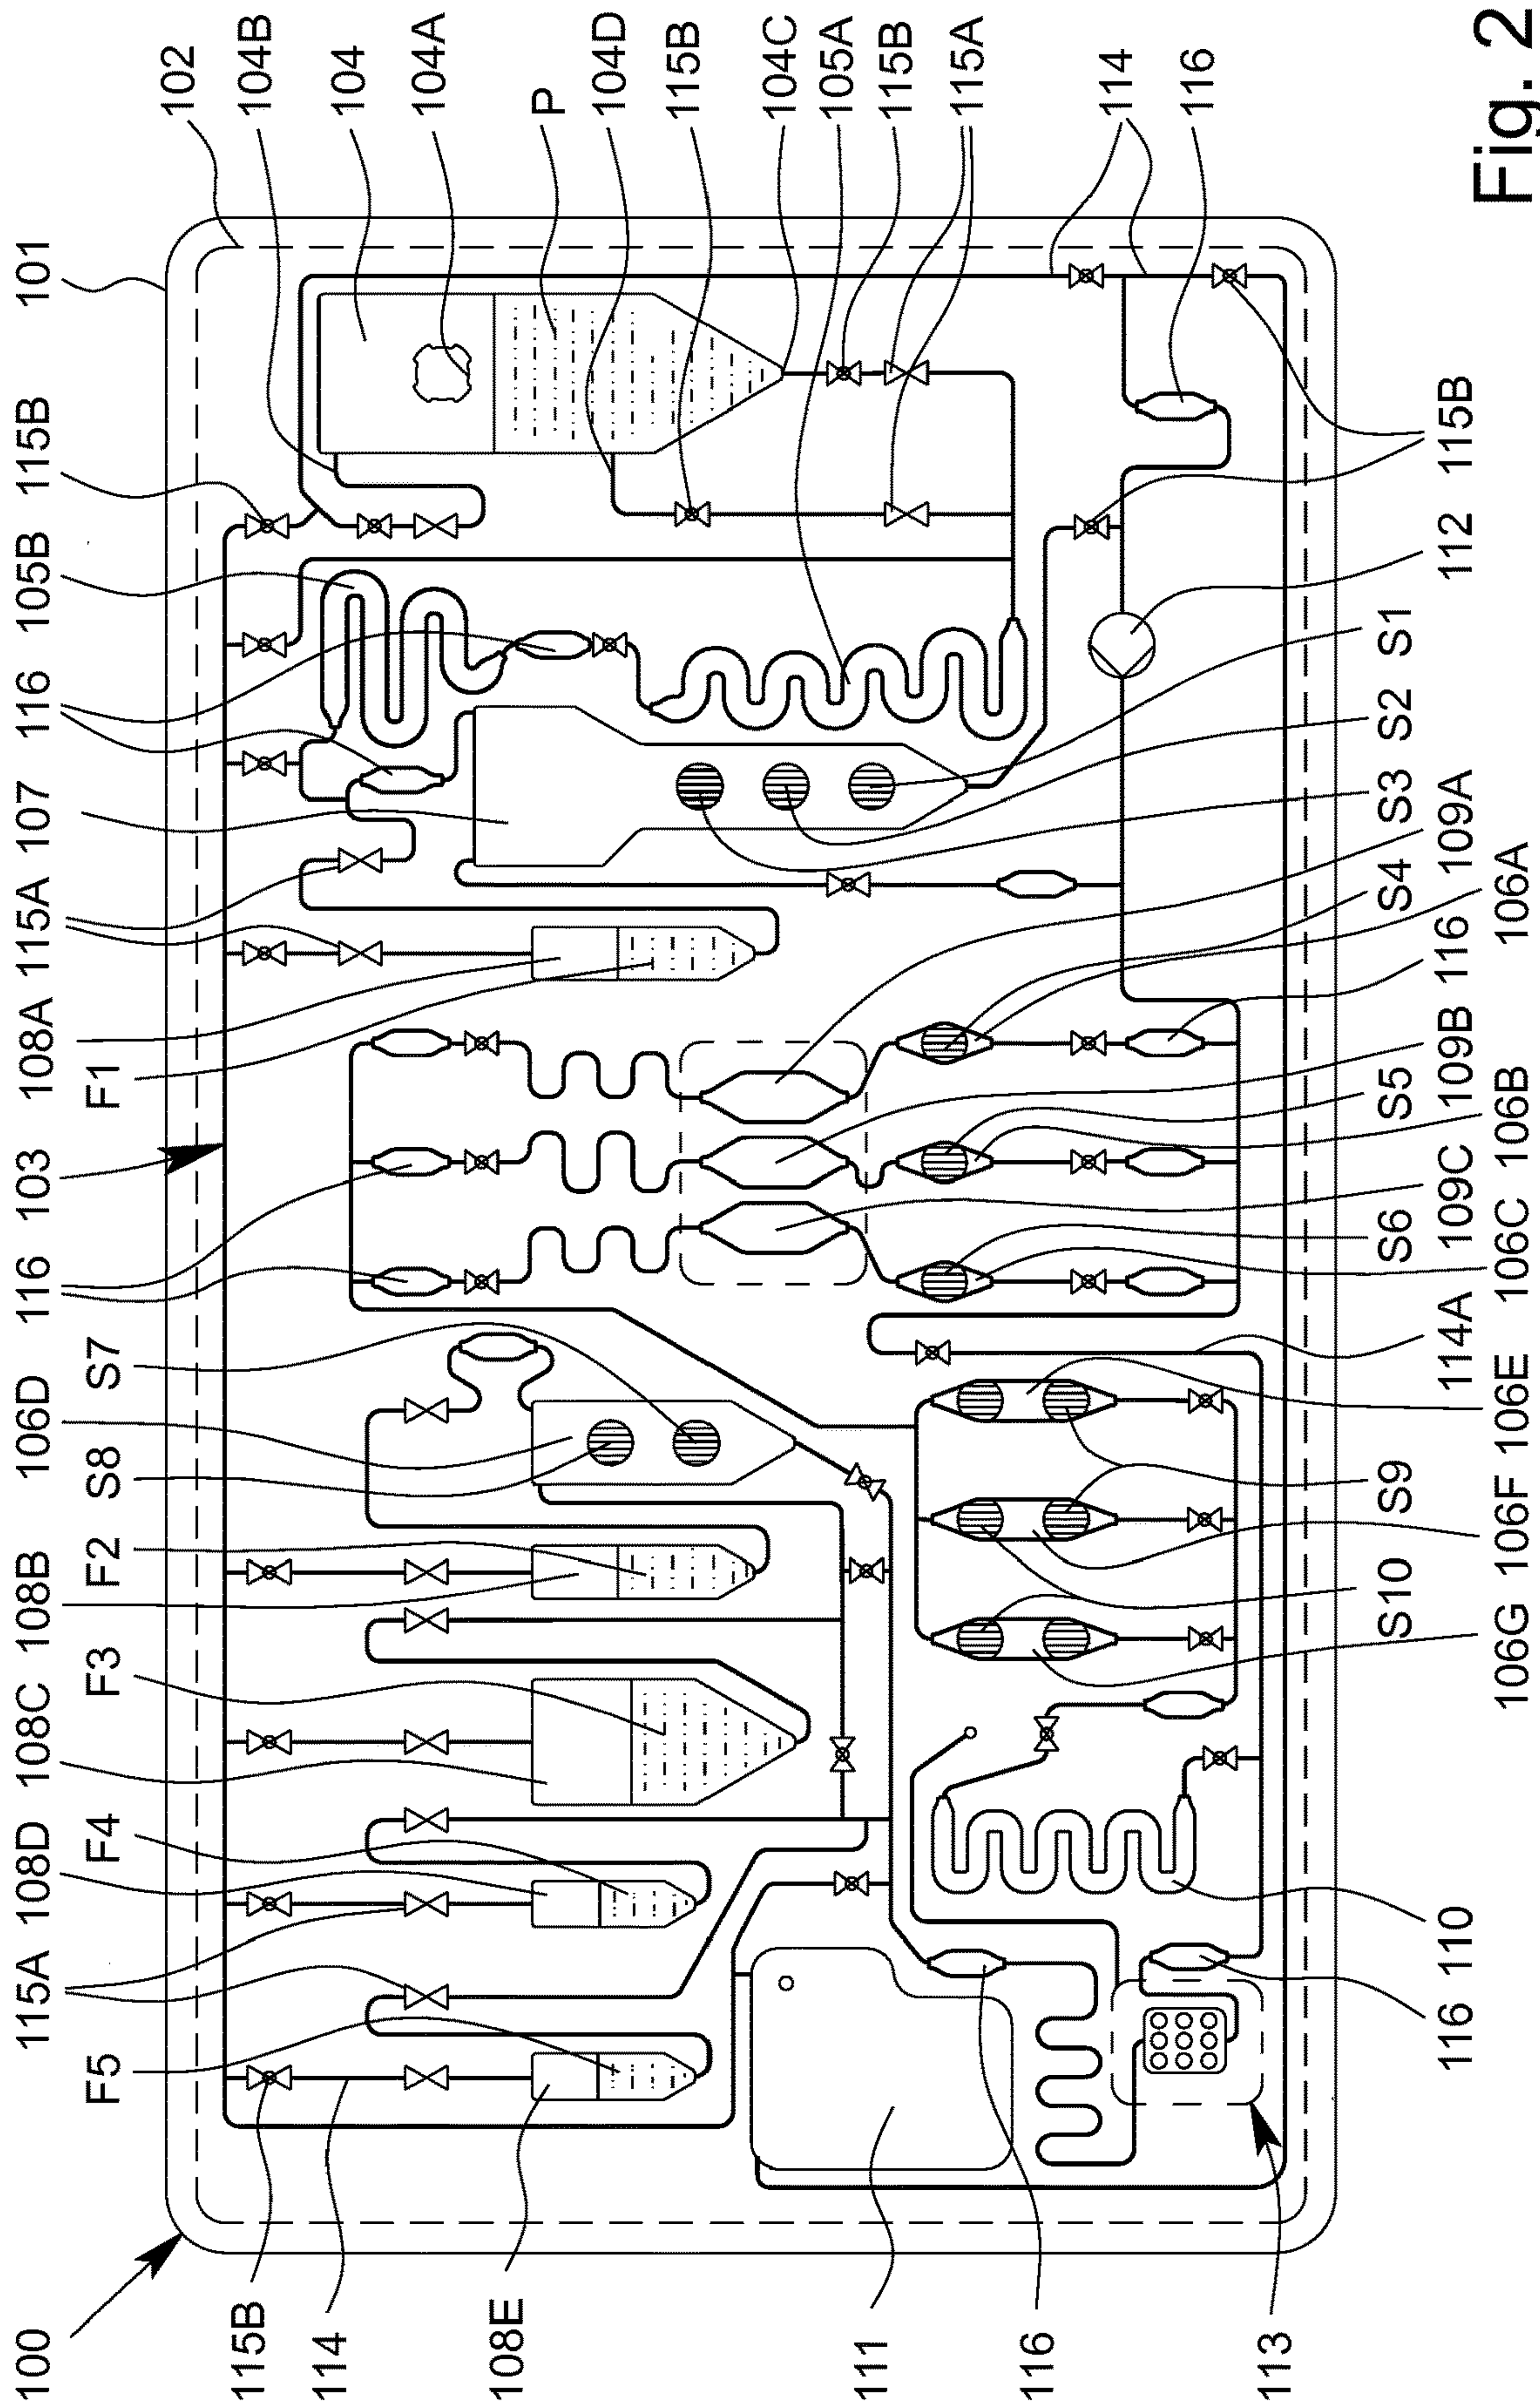 100 115A 108D 108C 108B 106D 116 103 108A 115A 107 116 105B 115B 101
F5 F4 F3 F2 S8 S7 F1
102
104B
104
104A
P
104D
115B
104C
105A
115B
115A
114
116
115B
114
108E
111
116
113
S10 S9 S6 S5 S4 S3 S2 S1
116 110 114A 109C 109B 116 109A 112 115B
106G 106F 106E 106C 106B 106A
Fig. 2